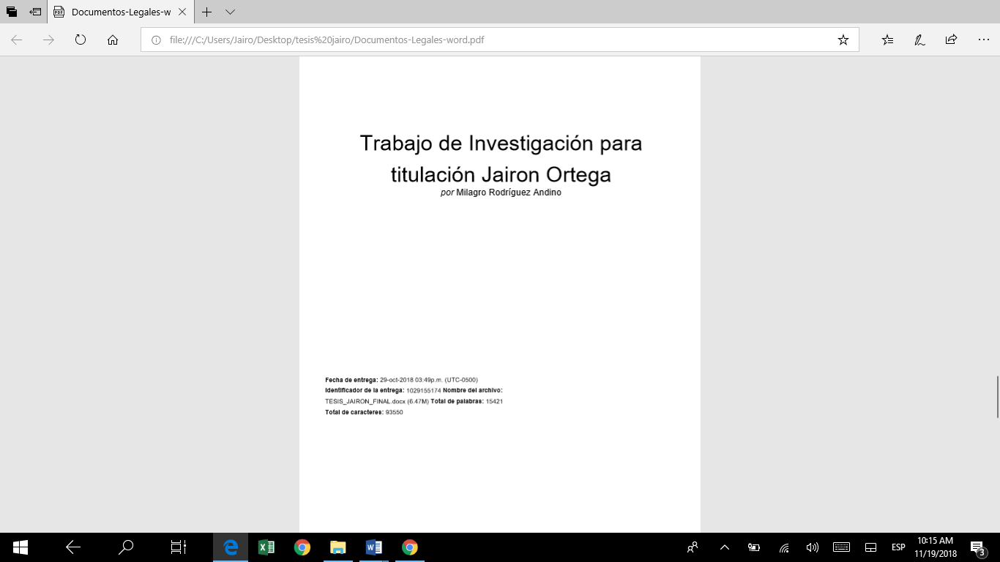 Documentos-Legales-w
file:///C:/Users/Jairo/Desktop/tesis%20jairo/Documentos-Legales-word.pdf
Trabajo de Investigación para
titulación Jairon Ortega
por Milagro Rodríguez Andino
Fecha de entrega: 29-oct-2018 03:49p.m. (UTC-0500)
Identificador de la entrega: 1029155174 Nombre del archivo:
TESIS_JAIRON_FINAL.docx (6.47M) Total de palabras: 15421
Total de caracteres: 93550
ESP
10:15 AM
11/19/2018
3